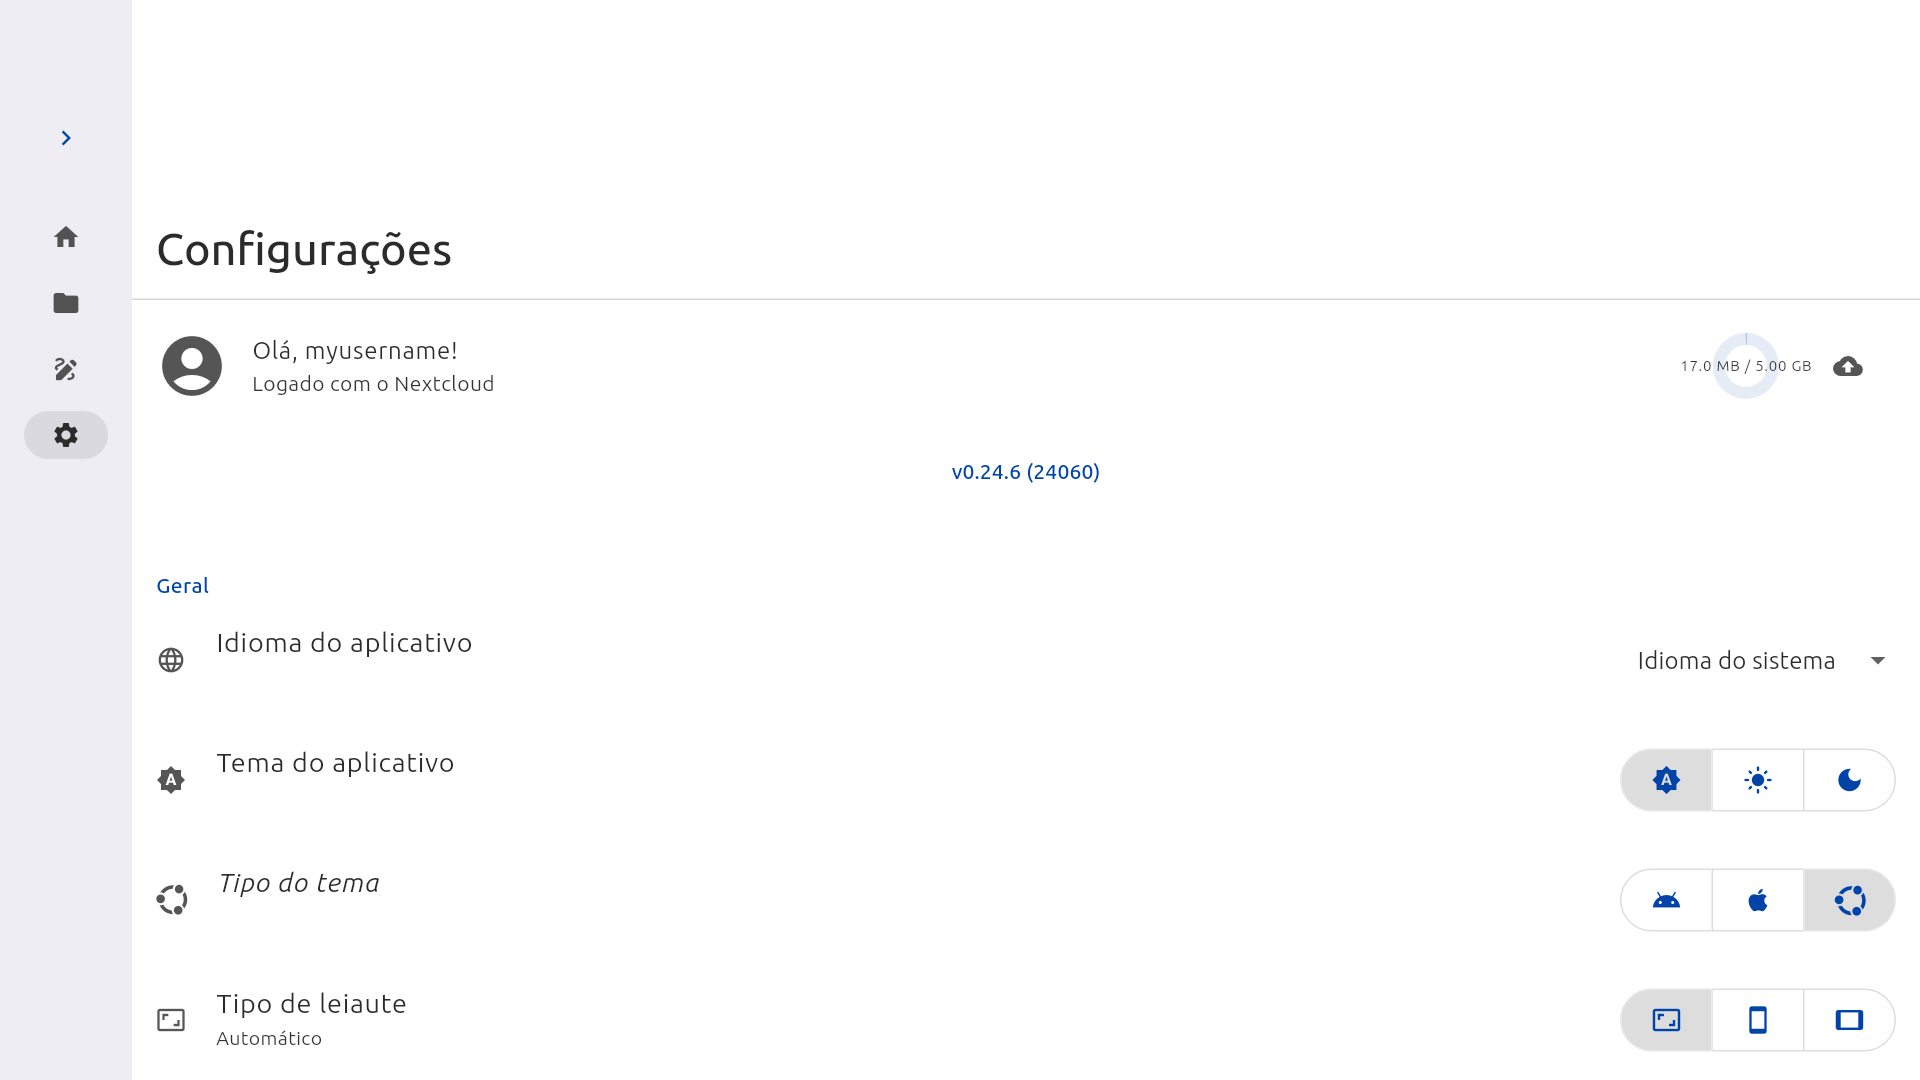 Configurações
Olá, myusername!
Logado com o Nextcloud
17.0 MB / 5.00 GB
v0.24.6 (24060)
Geral
Idioma do aplicativo
Idioma do sistema
Tema do aplicativo
Tipo do tema
Tipo de leiaute
Automático